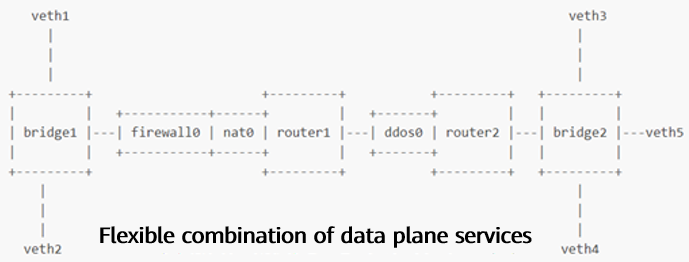 veth1 veth3
bridge1 firewall0 nat0 router1 ddos0 router2 bridge2 veth5
veth2 Flexible combination of data plane services veth4